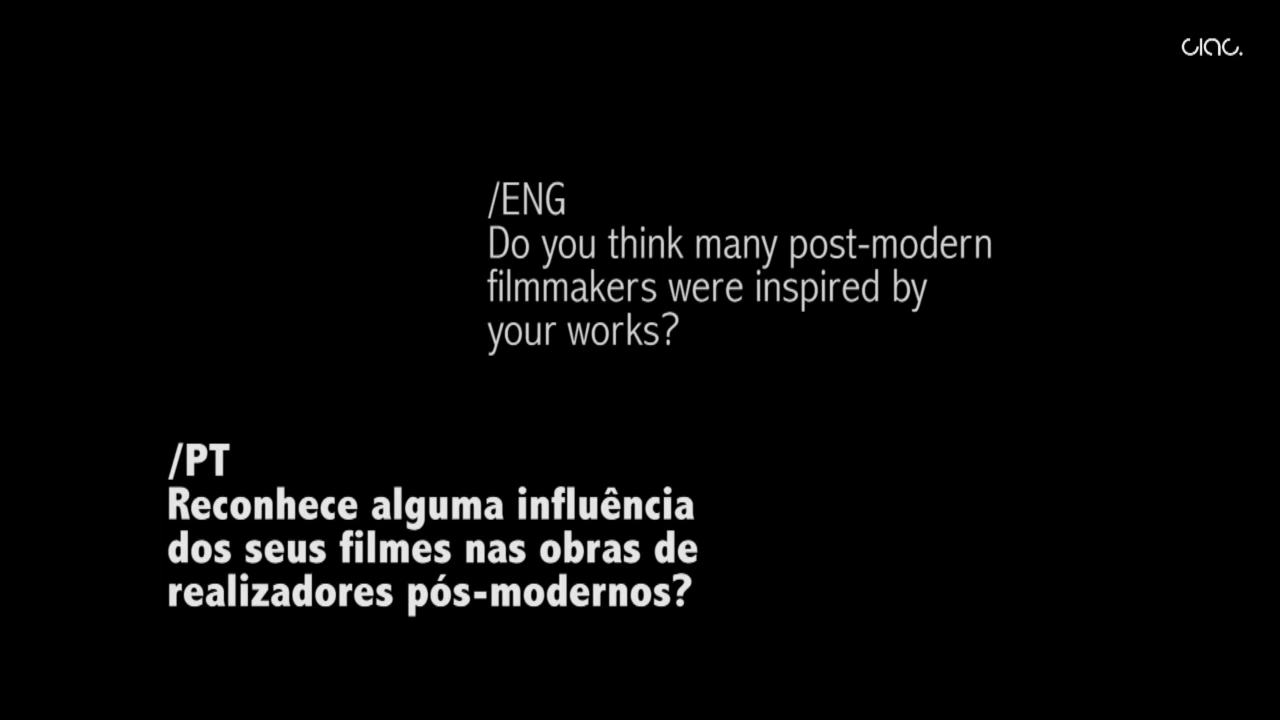 CIAC.
/ENG
Do you think many post-modern
filmmakers were inspired by
your works?
/PT
Reconhece alguma influência
dos seus filmes nas obras de
realizadores pós-modernos?